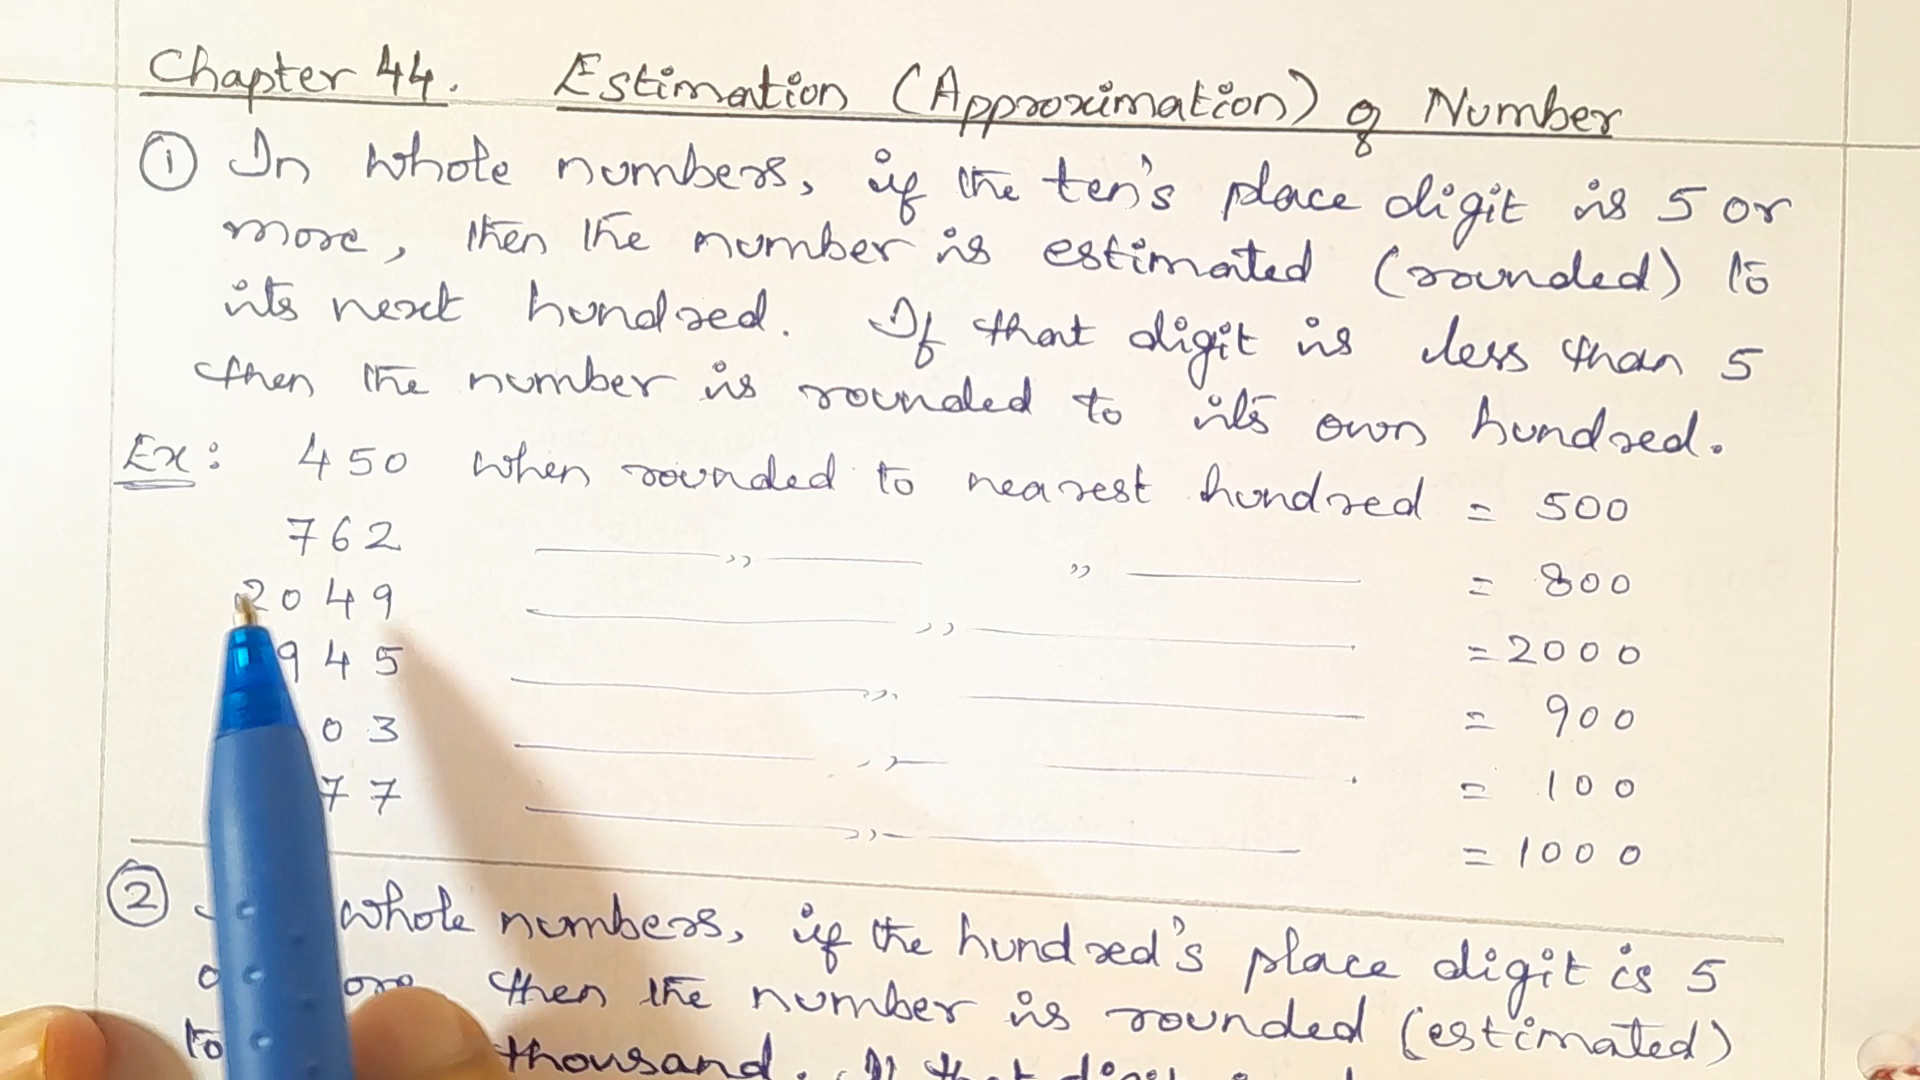 Chapter 44. Estimation (Approximation) of Number
① In whole numbers, if the ten's place digit is 5 or
more, then the number is estimated (rounded) to
its next hundred. If that digit is less than 5
then the number is rounded to its own hundred.
Ex: 450 when rounded to nearest hundred = 500
762 —— ,, —— ,, —— = 800
2049 —— ,, —— = 2000
945 —— ,, —— = 900
03 —— ,, —— = 100
77 —— ,, —— = 1000
② whole numbers, if the hundred's place digit is 5
then the number is rounded (estimated)
to thousand. If that digit